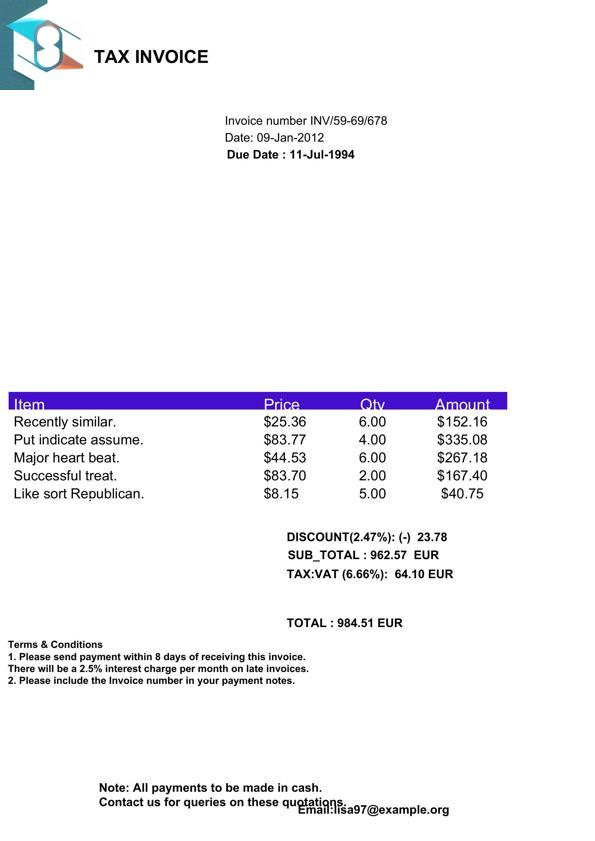 TAX INVOICE
Invoice number INV/59-69/678
Date: 09-Jan-2012
Due Date : 11-Jul-1994
Item Price Qty Amount
Recently similar. $25.36 6.00 $152.16
Put indicate assume. $83.77 4.00 $335.08
Major heart beat. $44.53 6.00 $267.18
Successful treat. $83.70 2.00 $167.40
Like sort Republican. $8.15 5.00 $40.75
DISCOUNT(2.47%): (-) 23.78
SUB_TOTAL : 962.57 EUR
TAX:VAT (6.66%): 64.10 EUR
TOTAL : 984.51 EUR
Terms & Conditions
1. Please send payment within 8 days of receiving this invoice.
There will be a 2.5% interest charge per month on late invoices.
2. Please include the Invoice number in your payment notes.
Note: All payments to be made in cash.
Contact us for queries on these quotations.
Email:lisa97@example.org